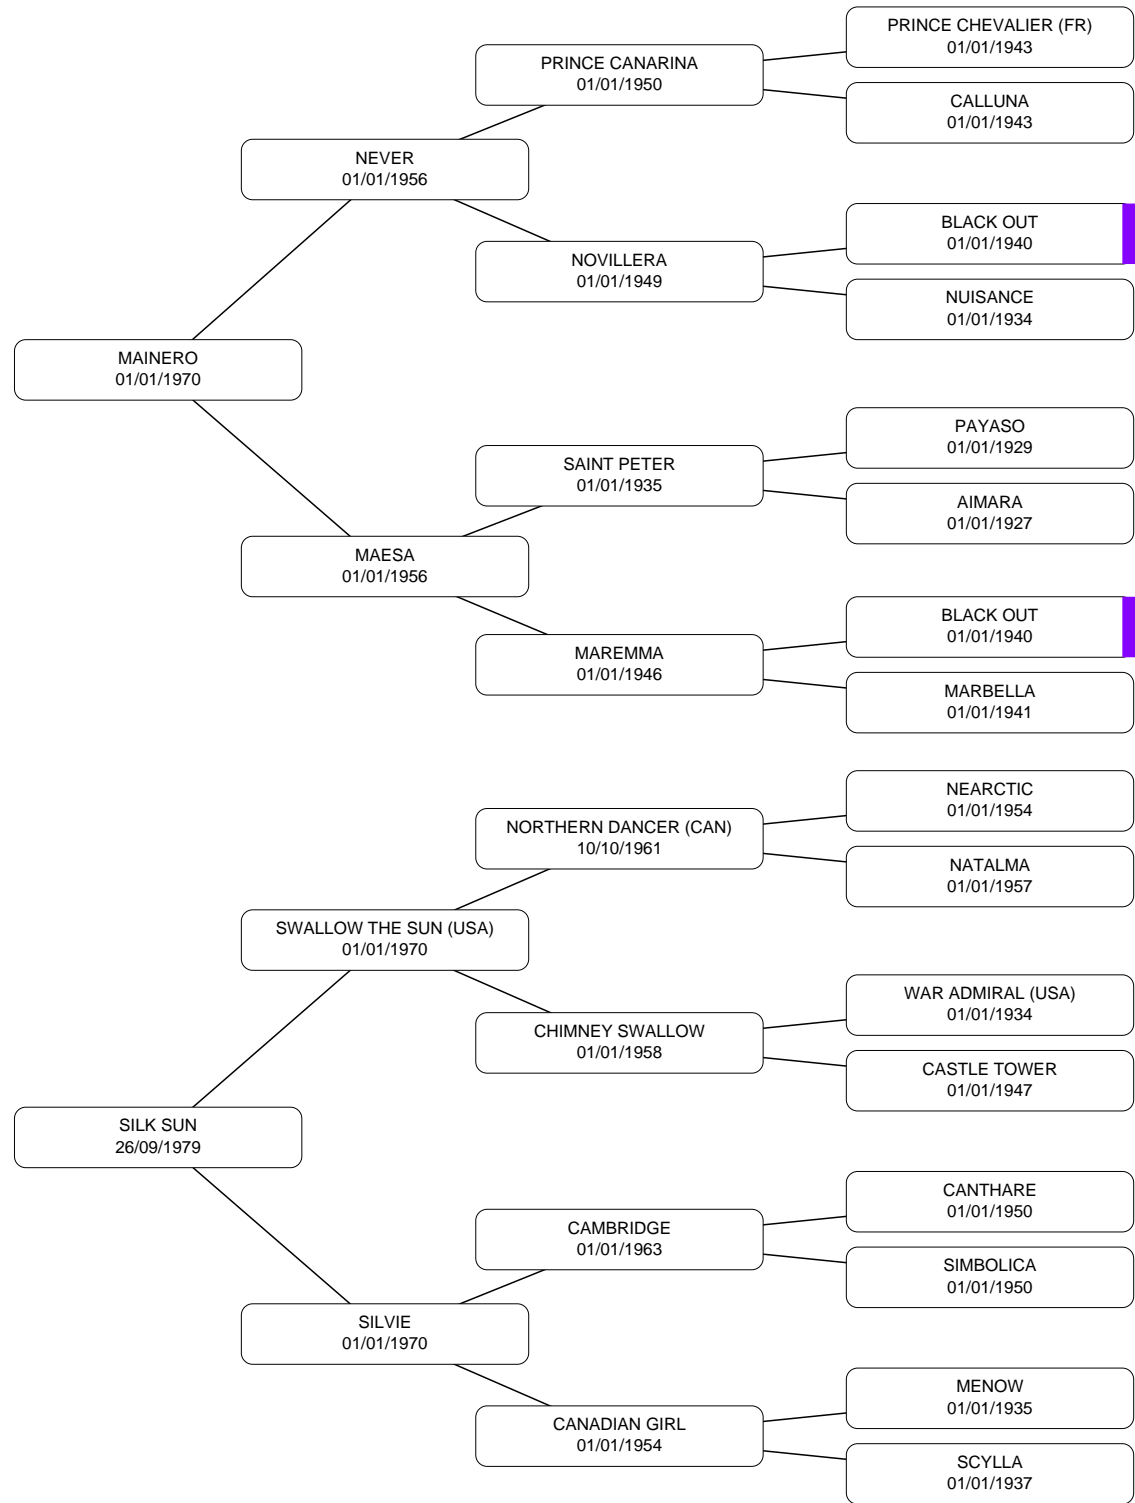 PRINCE CHEVALIER (FR)
01/01/1943
PRINCE CANARINA
01/01/1950
CALLUNA
01/01/1943
NEVER
01/01/1956
BLACK OUT
01/01/1940
NOVILLERA
01/01/1949
NUISANCE
01/01/1934
MAINERO
01/01/1970
PAYASO
01/01/1929
SAINT PETER
01/01/1935
AIMARA
01/01/1927
MAESA
01/01/1956
BLACK OUT
01/01/1940
MAREMMA
01/01/1946
MARBELLA
01/01/1941
NEARCTIC
01/01/1954
NORTHERN DANCER (CAN)
10/10/1961
NATALMA
01/01/1957
SWALLOW THE SUN (USA)
01/01/1970
WAR ADMIRAL (USA)
01/01/1934
CHIMNEY SWALLOW
01/01/1958
CASTLE TOWER
01/01/1947
SILK SUN
26/09/1979
CANTHARE
01/01/1950
CAMBRIDGE
01/01/1963
SIMBOLICA
01/01/1950
SILVIE
01/01/1970
MENOW
01/01/1935
CANADIAN GIRL
01/01/1954
SCYLLA
01/01/1937